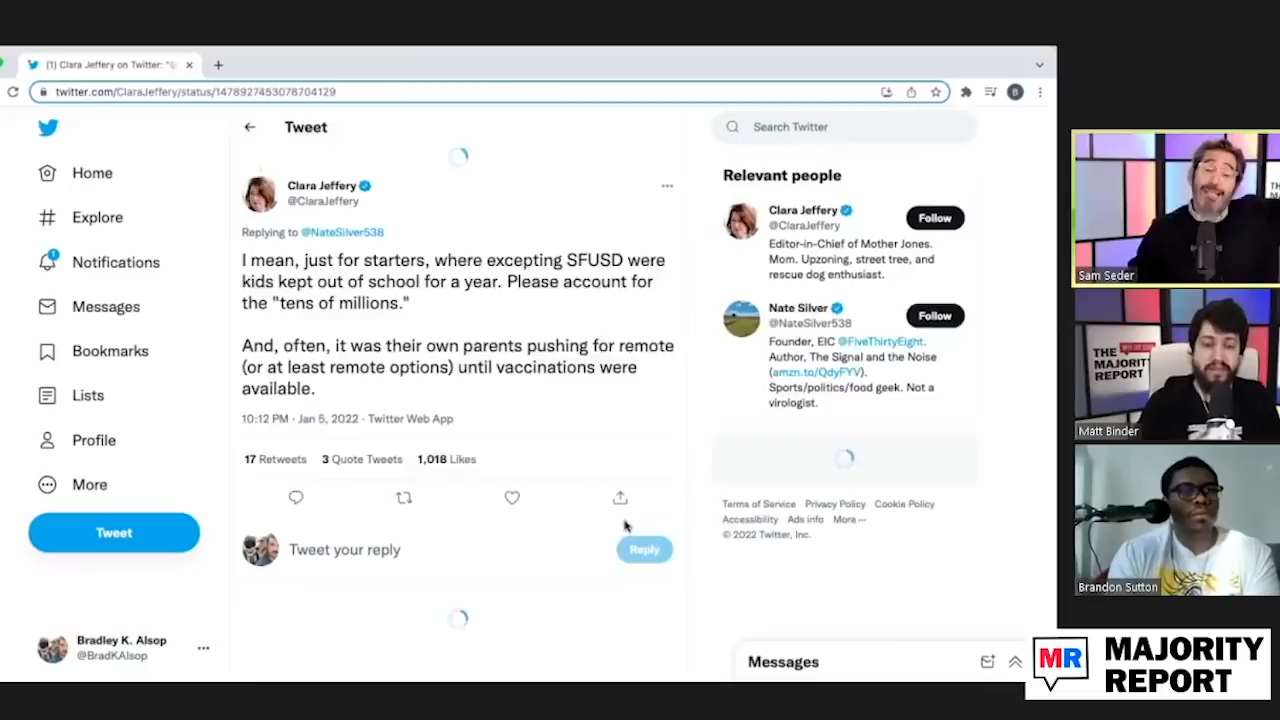 (1) Clara Jeffery on Twitter: "
twitter.com/ClaraJeffery/status/1478927453078704129
B
Home
Explore
1
Notifications
Messages
Bookmarks
Lists
Profile
More
Tweet
Bradley K. Alsop
@BradKAlsop
Tweet
Clara Jeffery
@ClaraJeffery
Replying to @NateSilver538
I mean, just for starters, where excepting SFUSD were
kids kept out of school for a year. Please account for
the "tens of millions."
And, often, it was their own parents pushing for remote
(or at least remote options) until vaccinations were
available.
10:12 PM · Jan 5, 2022 · Twitter Web App
17 Retweets 3 Quote Tweets 1,018 Likes
Tweet your reply
Reply
Search Twitter
Relevant people
Clara Jeffery
@ClaraJeffery
Follow
Editor-in-Chief of Mother Jones.
Mom. Upzoning, street tree, and
rescue dog enthusiast.
Nate Silver
@NateSilver538
Follow
Founder, EIC @FiveThirtyEight.
Author, The Signal and the Noise
(amzn.to/QdyFYV).
Sports/politics/food geek. Not a
virologist.
Terms of Service Privacy Policy Cookie Policy
Accessibility Ads info More ···
© 2022 Twitter, Inc.
Messages
Sam Seder
THE
MAJORITY
REPORT
Matt Binder
Brandon Sutton
MR
MAJORITY
REPORT